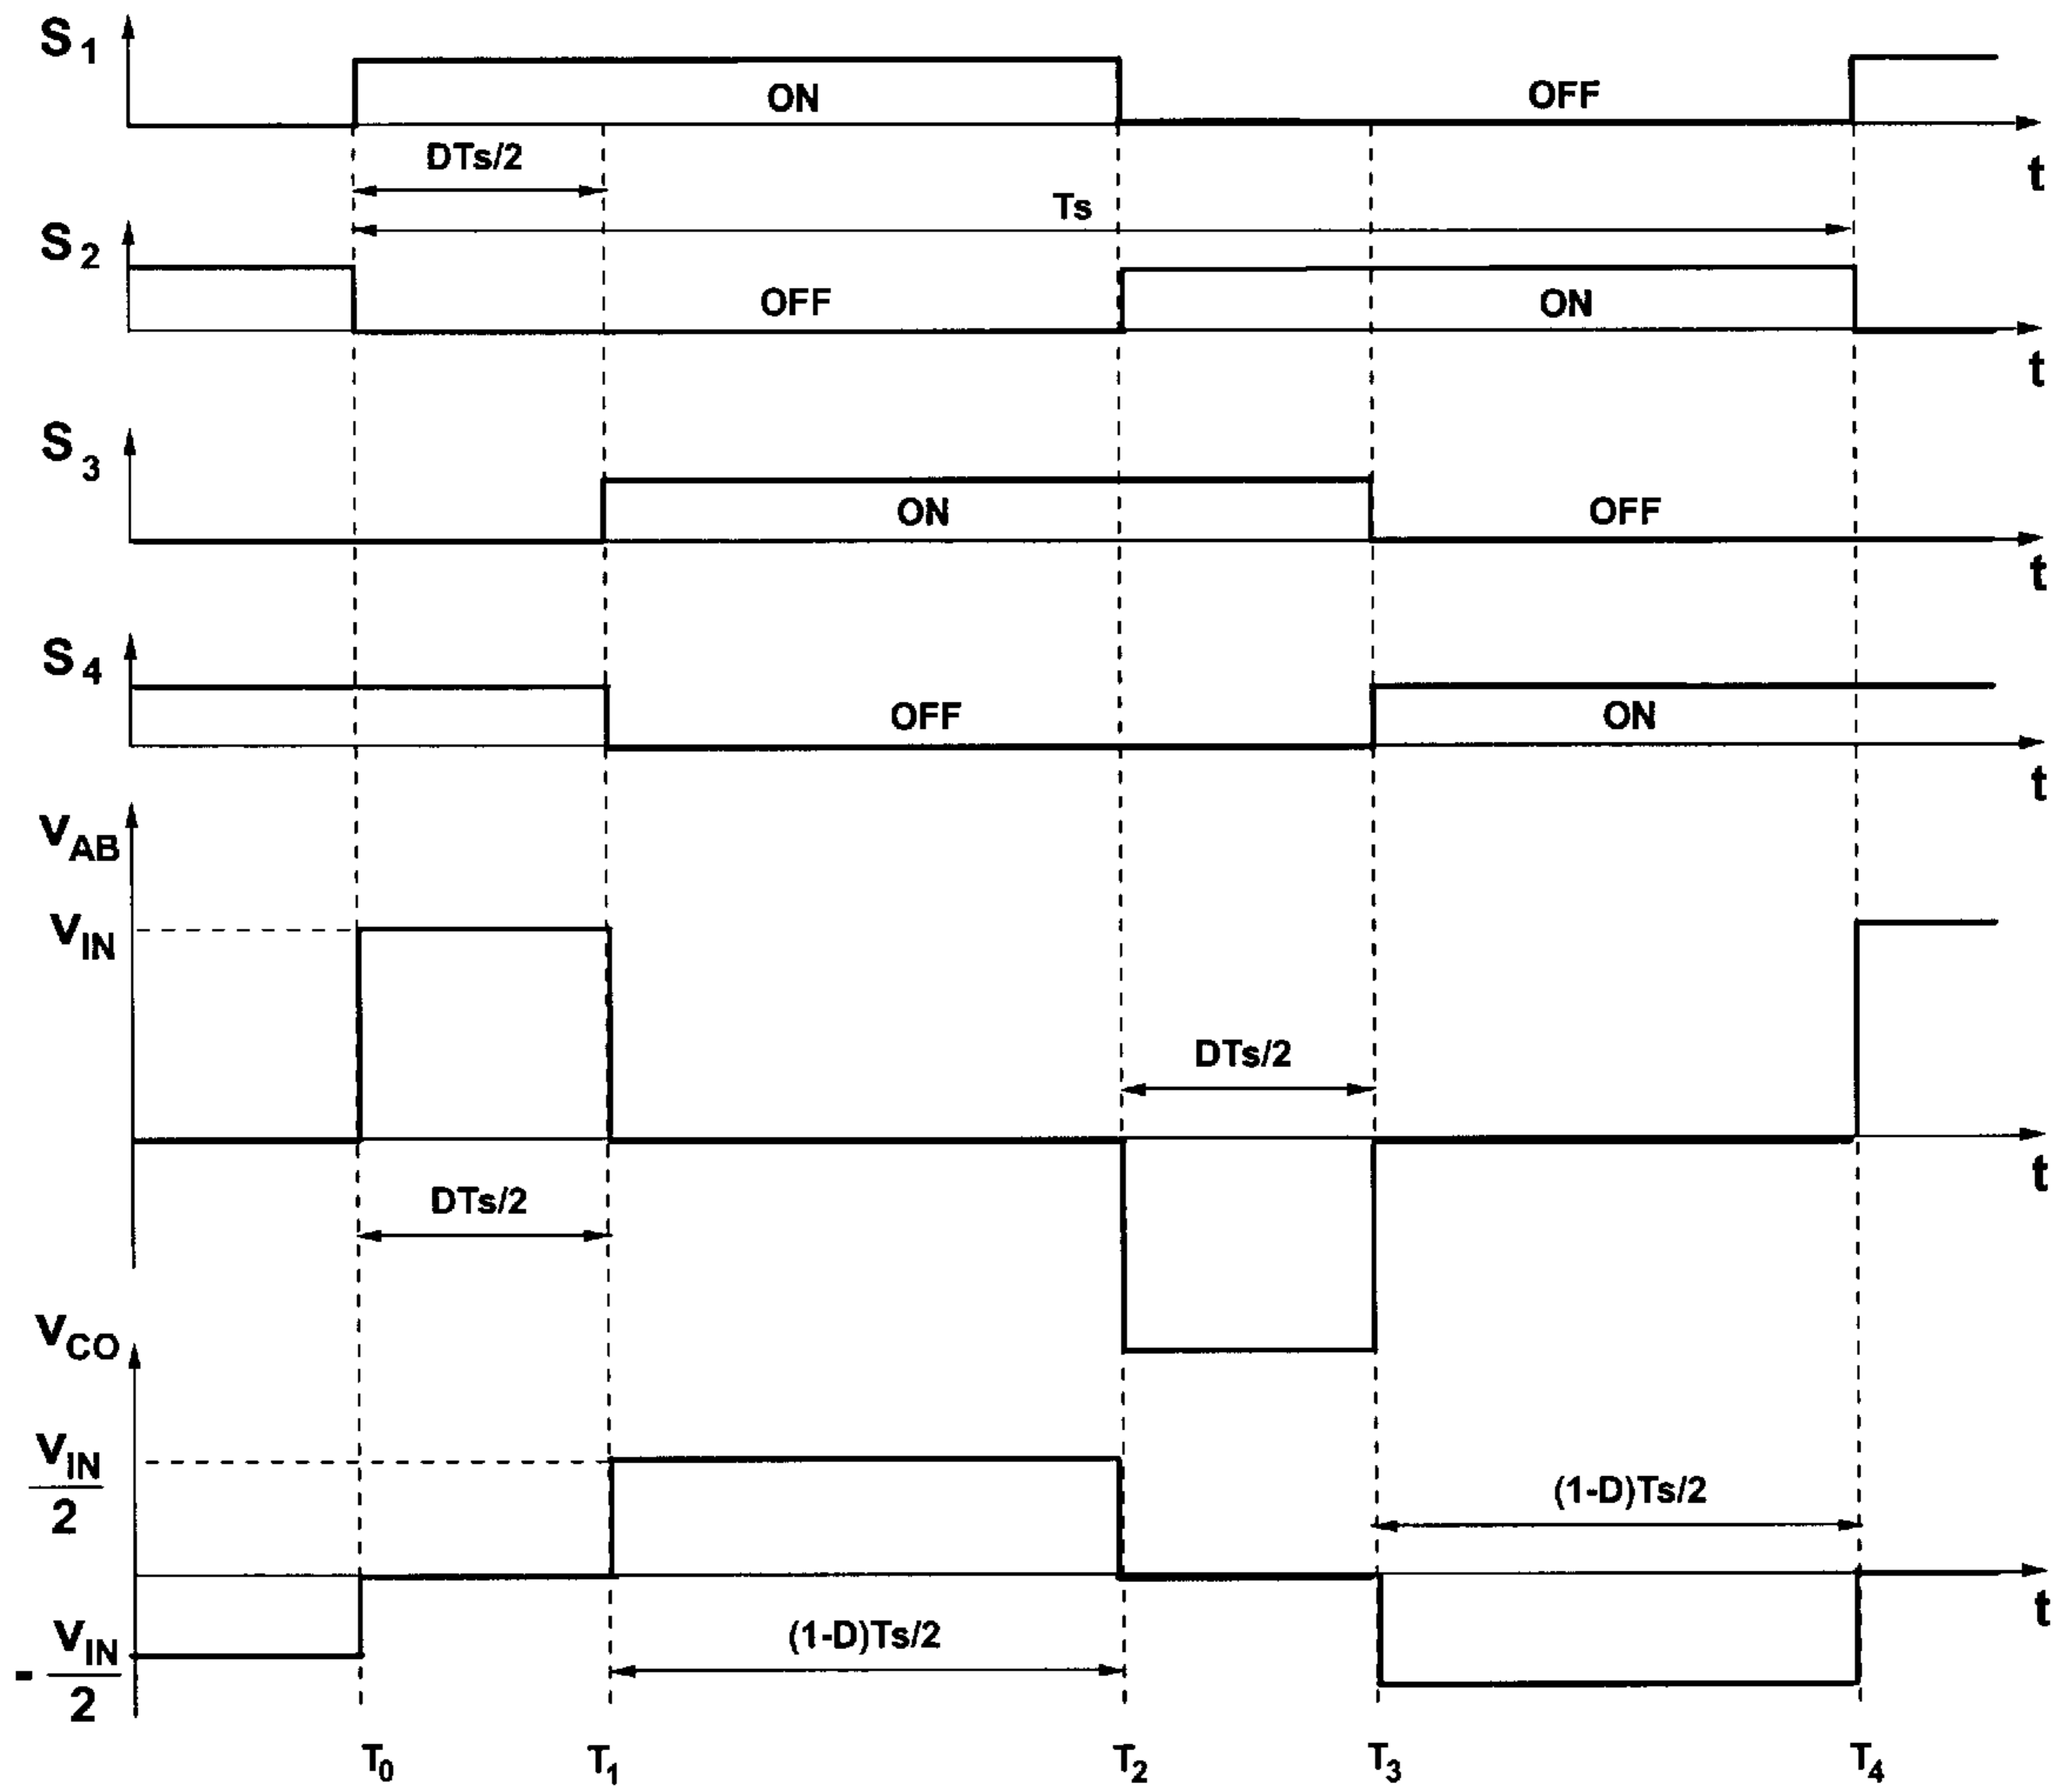 S1
ON
OFF
t
DTs/2
Ts
S2
OFF
ON
t
S3
ON
OFF
t
S4
OFF
ON
t
vAB
VIN
DTs/2
DTs/2
t
vCO
VIN
2
(1-D)Ts/2
t
- VIN
2
(1-D)Ts/2
T0 T1 T2 T3 T4